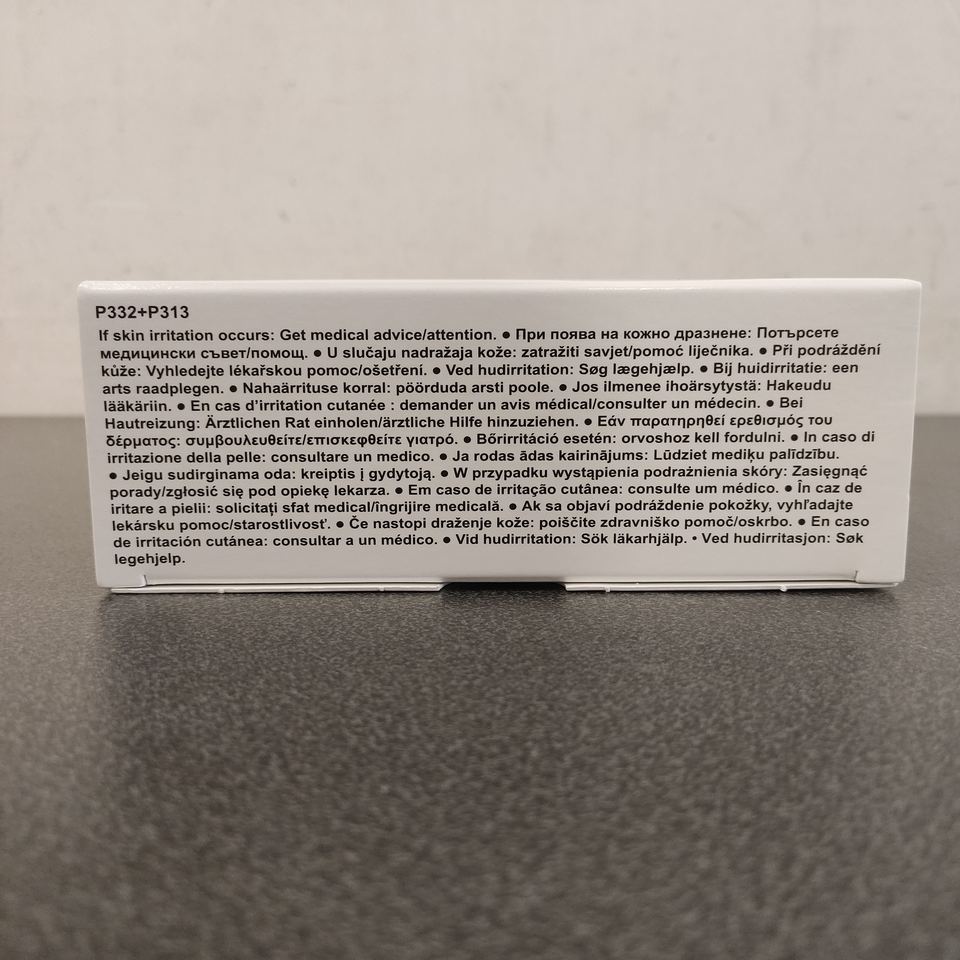 P332+P313
If skin irritation occurs: Get medical advice/attention. ● При поява на кожно дразнене: Потърсете
медицински съвет/помощ. ● U slučaju nadražaja kože: zatražiti savjet/pomoć liječnika. ● Při podráždění
kůže: Vyhledejte lékařskou pomoc/ošetření. ● Ved hudirritation: Søg lægehjælp. ● Bij huidirritatie: een
arts raadplegen. ● Nahaärrituse korral: pöörduda arsti poole. ● Jos ilmenee ihoärsytystä: Hakeudu
lääkäriin. ● En cas d'irritation cutanée : demander un avis médical/consulter un médecin. ● Bei
Hautreizung: Ärztlichen Rat einholen/ärztliche Hilfe hinzuziehen. ● Εάν παρατηρηθεί ερεθισμός του
δέρματος: συμβουλευθείτε/επισκεφθείτε γιατρό. ● Bőrirritáció esetén: orvoshoz kell fordulni. ● In caso di
irritazione della pelle: consultare un medico. ● Ja rodas ādas kairinājums: Lūdziet mediķu palīdzību.
● Jeigu sudirginama oda: kreiptis į gydytoją. ● W przypadku wystąpienia podrażnienia skóry: Zasięgnąć
porady/zgłosić się pod opiekę lekarza. ● Em caso de irritação cutânea: consulte um médico. ● În caz de
iritare a pielii: solicitați sfat medical/îngrijire medicală. ● Ak sa objaví podráždenie pokožky, vyhľadajte
lekársku pomoc/starostlivosť. ● Če nastopi draženje kože: poiščite zdravniško pomoč/oskrbo. ● En caso
de irritación cutánea: consultar a un médico. ● Vid hudirritation: Sök läkarhjälp. • Ved hudirritasjon: Søk
legehjelp.